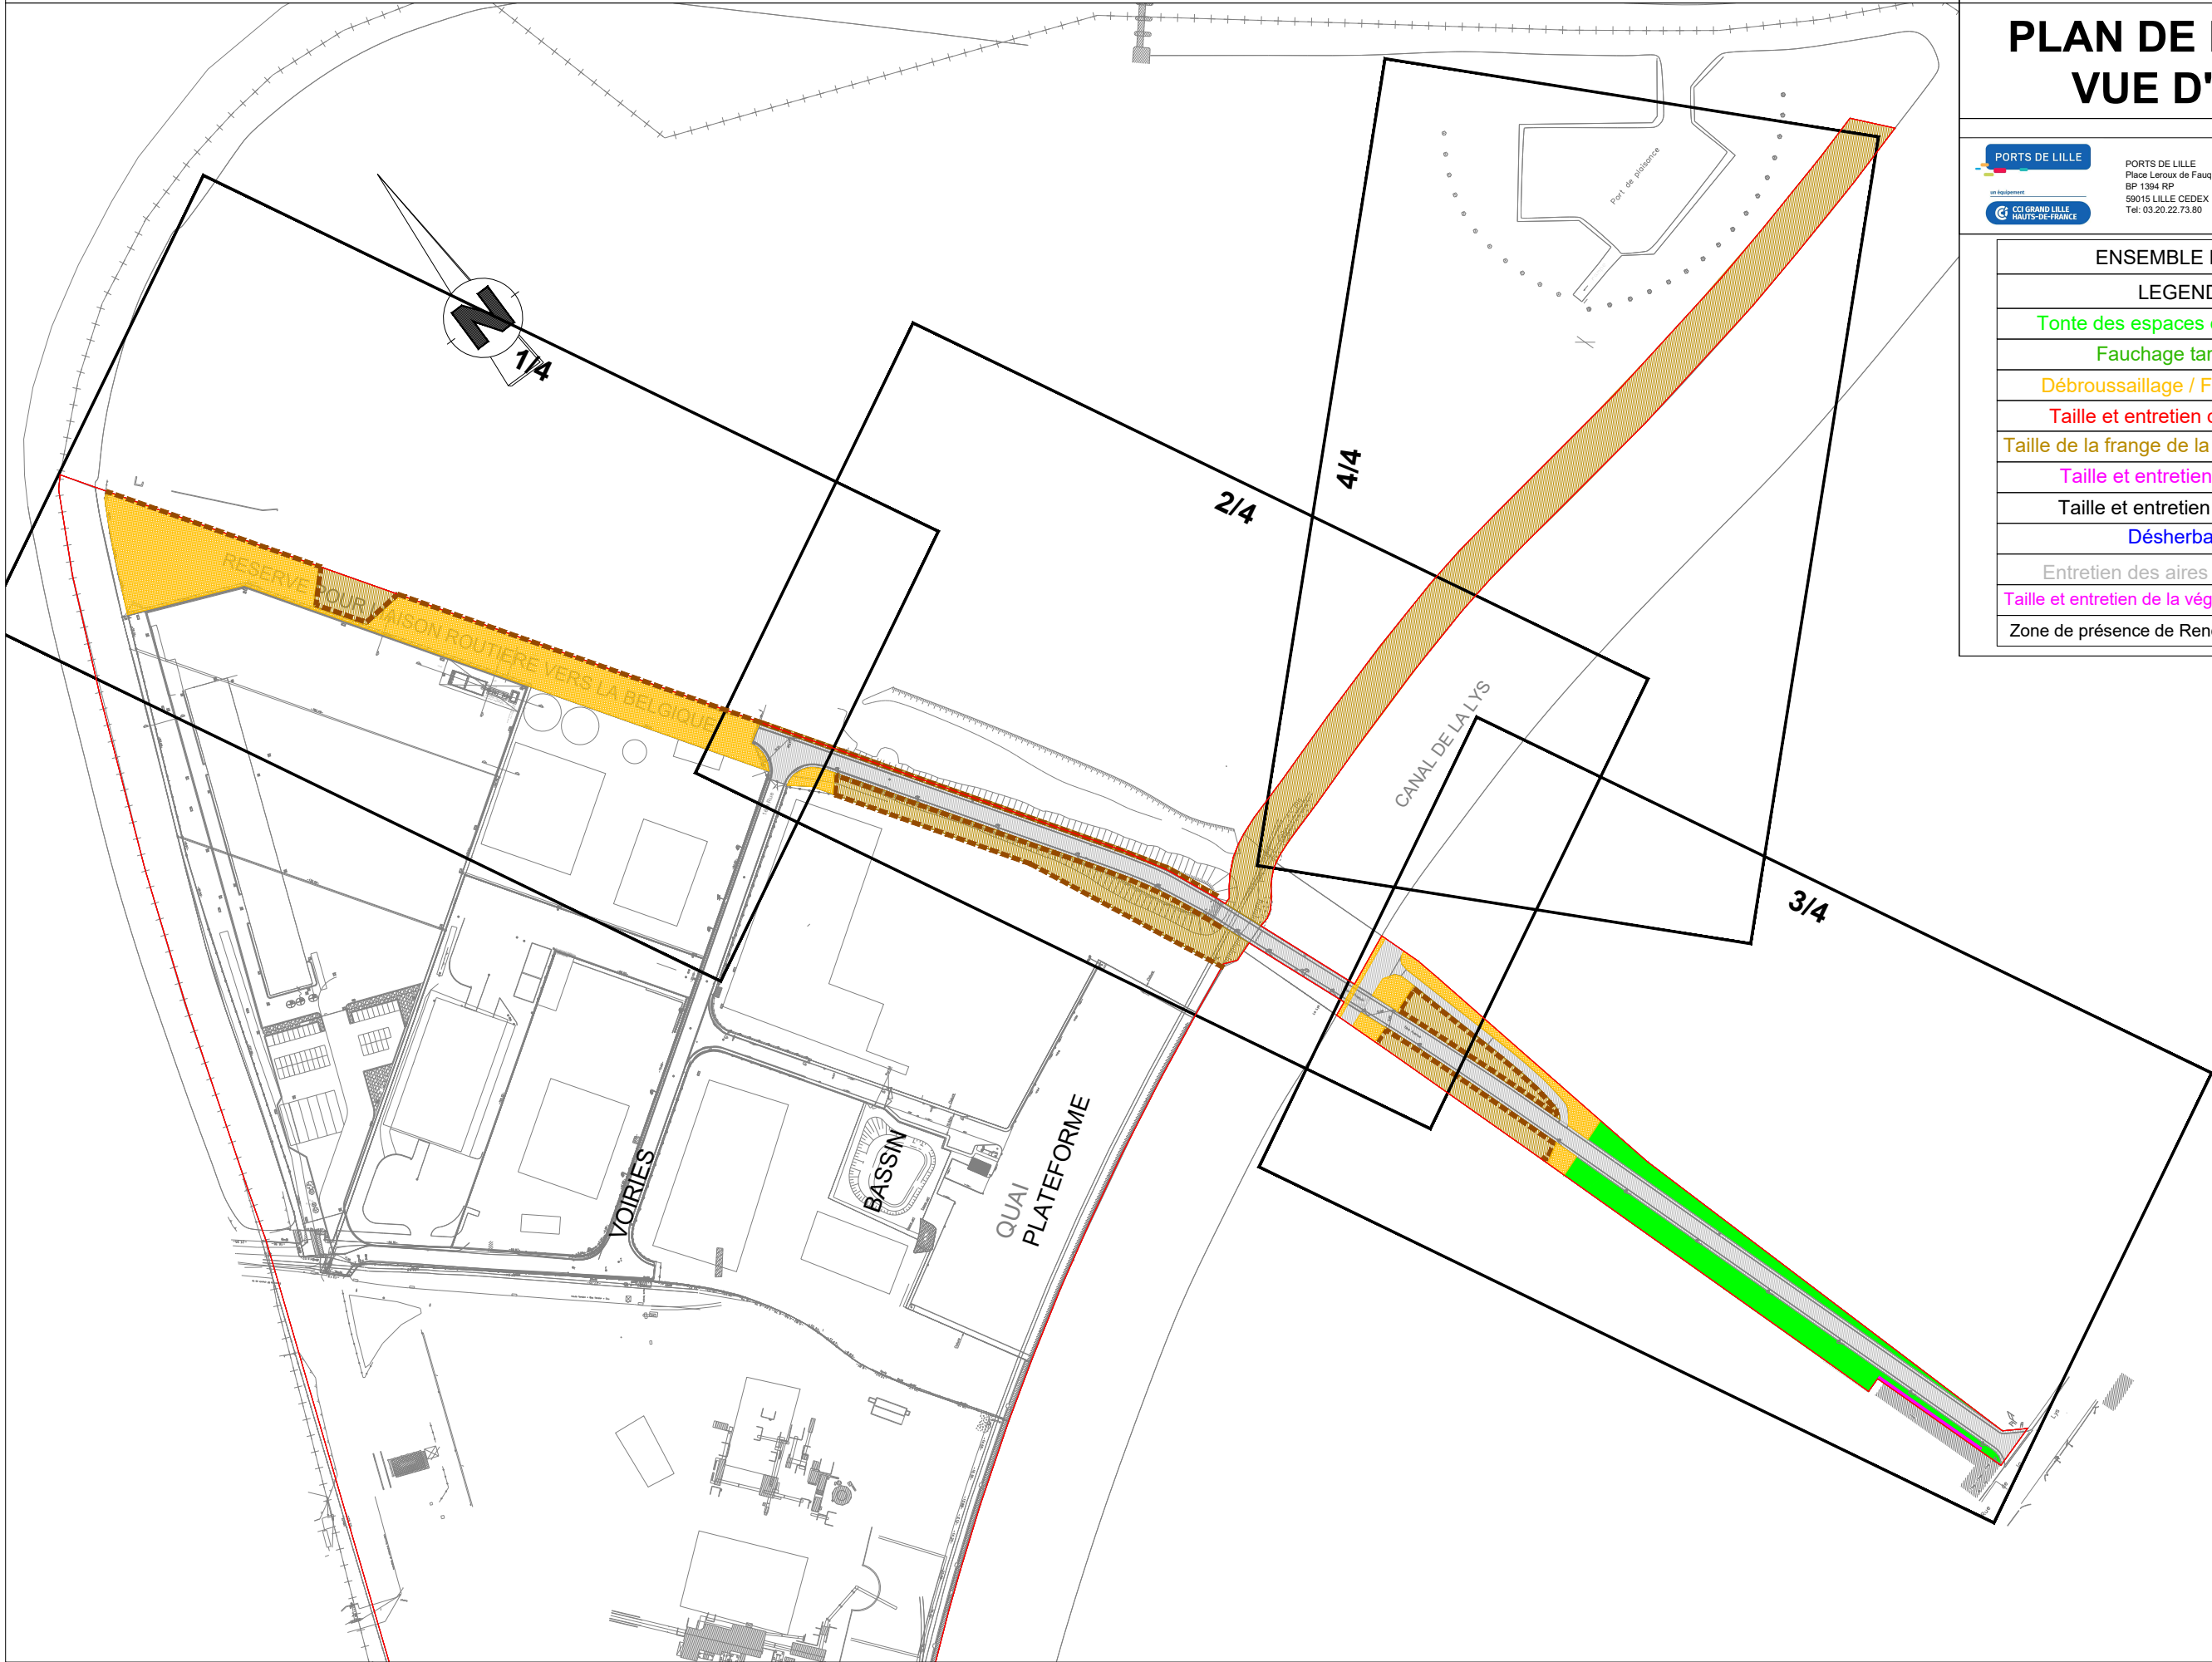 PLAN DE
VUE D'
PORTS DE LILLE
un équipement
CCI GRAND LILLE
HAUTS-DE-FRANCE
PORTS DE LILLE
Place Leroux de Fauq
BP 1394 RP
59015 LILLE CEDEX
Tel: 03.20.22.73.80
ENSEMBLE
LEGEND
Tonte des espaces
Fauchage tar
Débroussaillage / F
Taille et entretien
Taille de la frange de la
Taille et entretien
Taille et entretien
Désherba
Entretien des aires
Taille et entretien de la vég
Zone de présence de Ren
N
1/4
2/4
4/4
3/4
Port de plaisance
RESERVE POUR LIAISON ROUTIERE VERS LA BELGIQUE
CANAL DE LA LYS
VOIRIES
BASSIN
QUAI
PLATEFORME